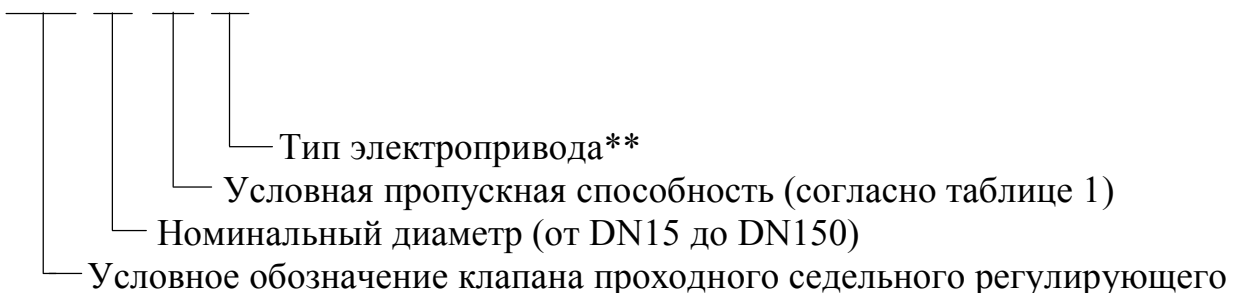 Тип электропривода**
Условная пропускная способность (согласно таблице 1)
Номинальный диаметр (от DN15 до DN150)
Условное обозначение клапана проходного седельного регулирующего